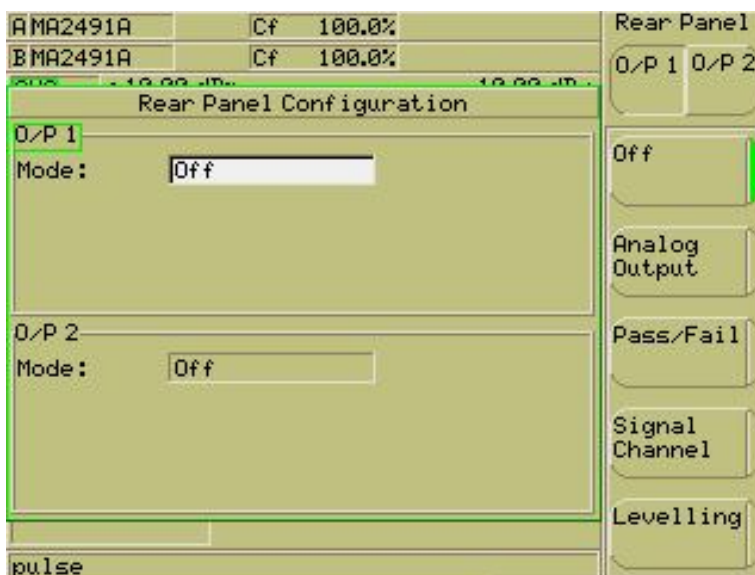 A MA2491A Cf 100.0%
B MA2491A Cf 100.0%
Rear Panel Configuration
O/P 1
Mode: Off
O/P 2
Mode: Off
pulse
Rear Panel
O/P 1 O/P 2
Off
Analog
Output
Pass/Fail
Signal
Channel
Levelling